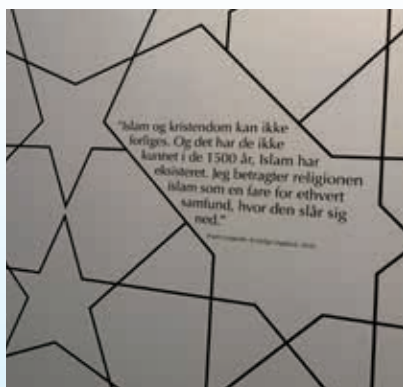 "Islam og kristendom kan ikke
forliges. Og det har de ikke
kunnet i de 1500 år, Islam har
eksisteret. Jeg betragter religionen
islam som en fare for ethvert
samfund, hvor den slår sig
ned."